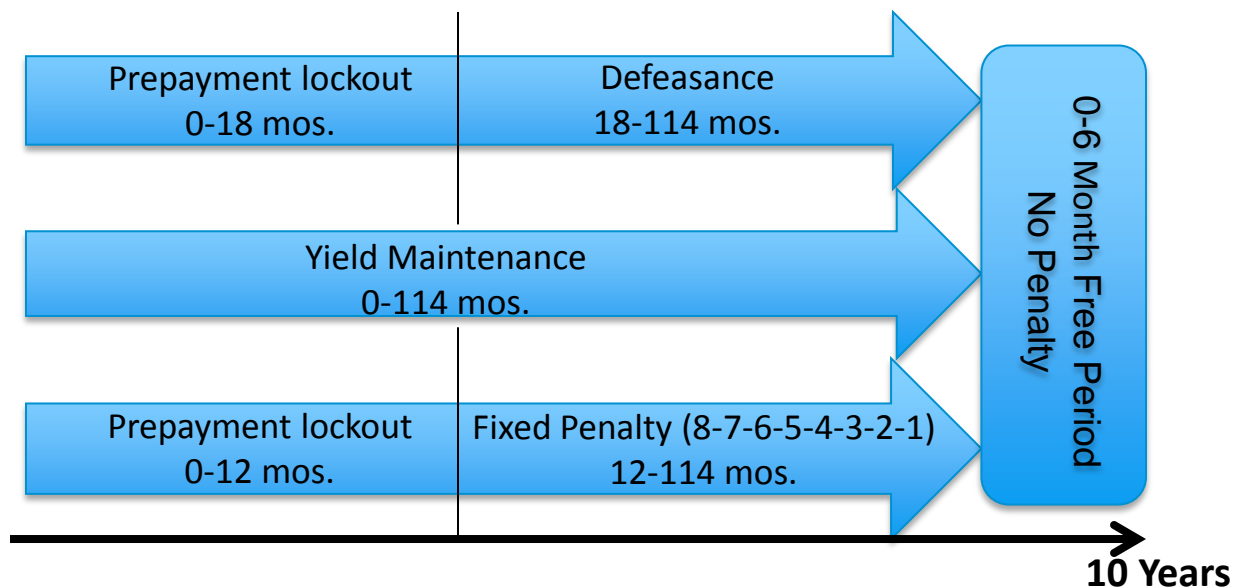 Prepayment lockout
0-18 mos.
Defeasance
18-114 mos.
Yield Maintenance
0-114 mos.
Prepayment lockout
0-12 mos.
Fixed Penalty (8-7-6-5-4-3-2-1)
12-114 mos.
0-6 Month Free Period
No Penalty
10 Years